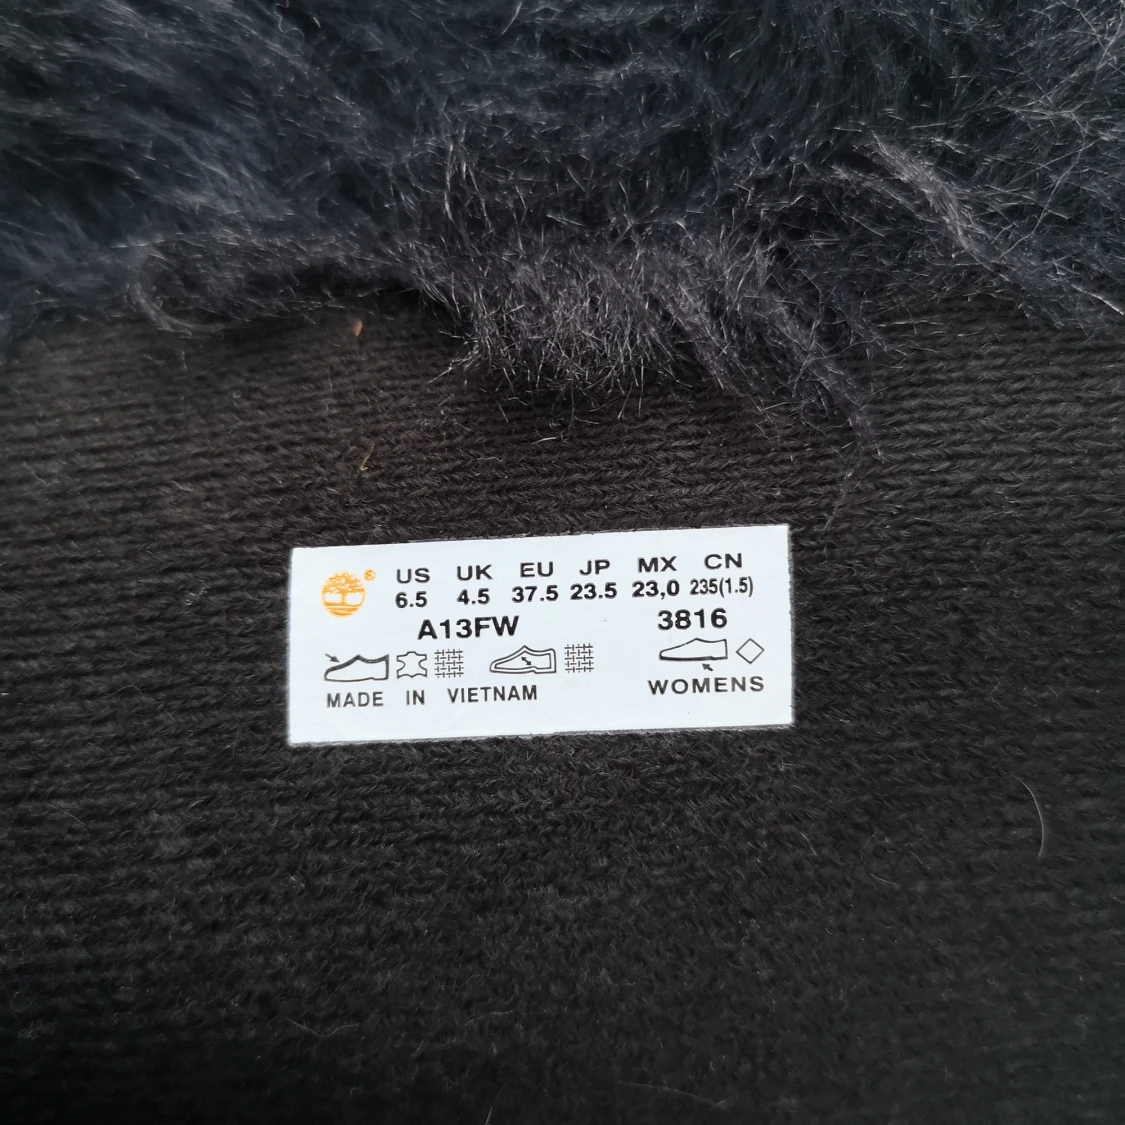 US UK EU JP MX CN
6.5 4.5 37.5 23.5 23,0 235(1.5)
A13FW 3816
MADE IN VIETNAM WOMENS